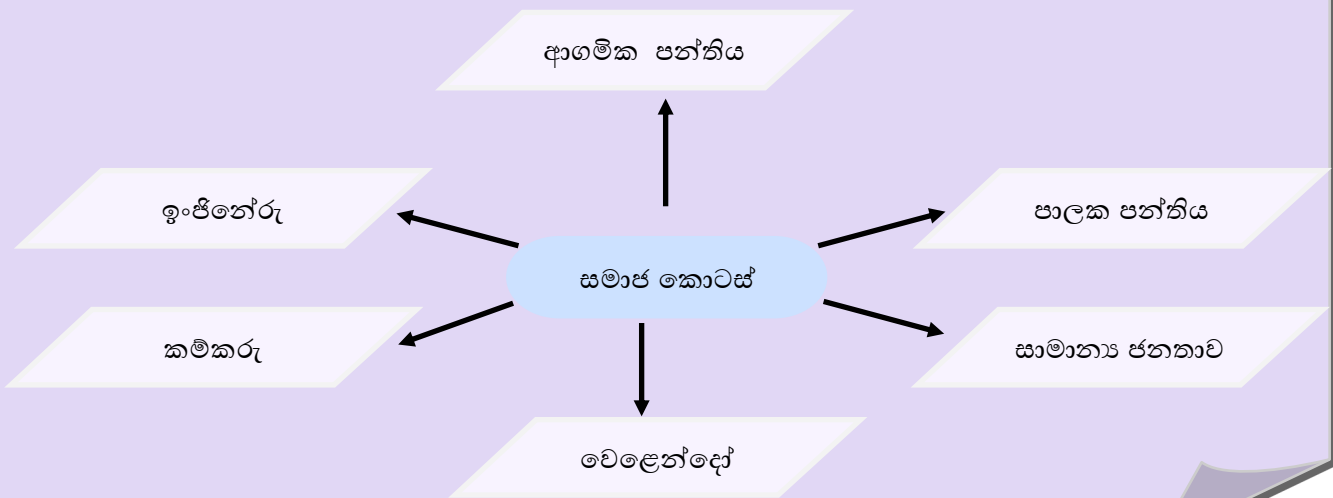 ආගමික පන්තිය
ඉංජිනේරු
පාලක පන්තිය
සමාජ කොටස්
කම්කරු
සාමාන්‍ය ජනතාව
වෙළෙන්දෝ